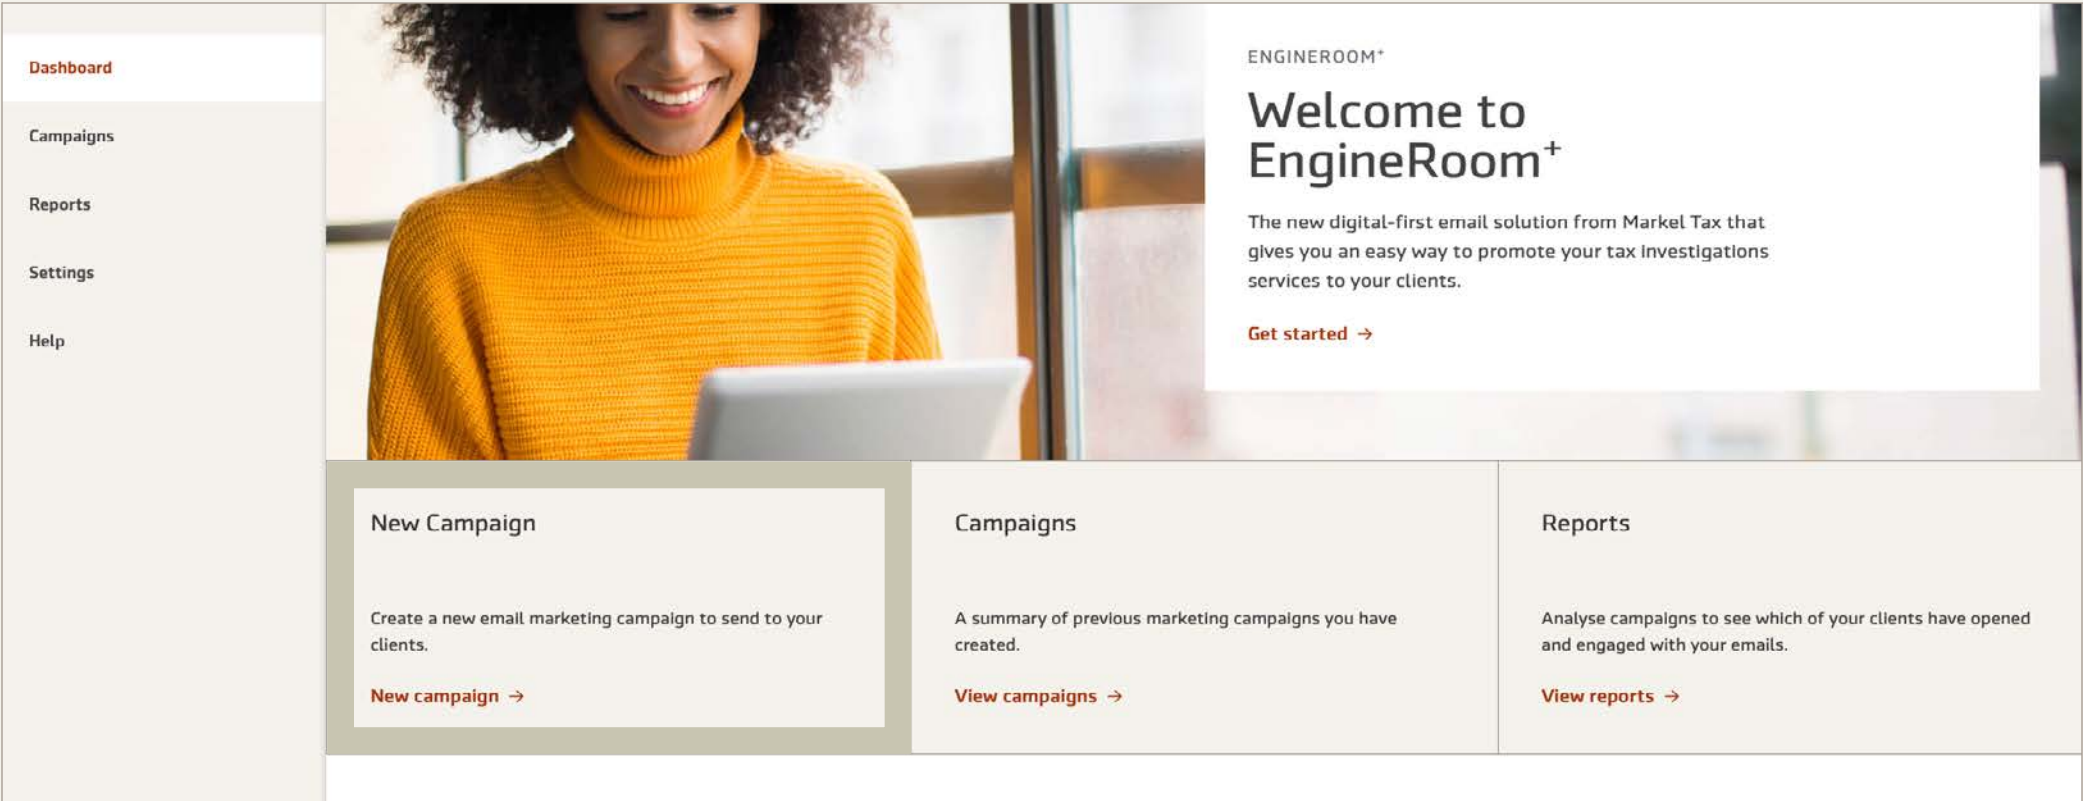 Dashboard
Campaigns
Reports
Settings
Help
ENGINEROOM⁺
Welcome to
EngineRoom⁺
The new digital-first email solution from Markel Tax that
gives you an easy way to promote your tax investigations
services to your clients.
Get started →
New Campaign
Create a new email marketing campaign to send to your
clients.
New campaign →
Campaigns
A summary of previous marketing campaigns you have
created.
View campaigns →
Reports
Analyse campaigns to see which of your clients have opened
and engaged with your emails.
View reports →